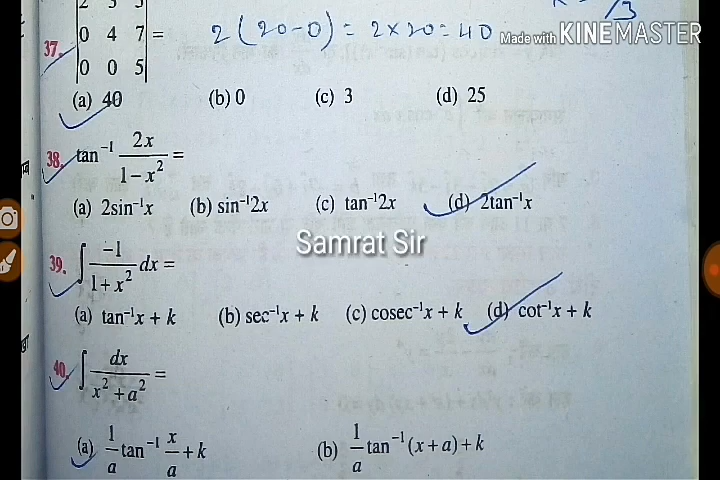 2 3 5
37. 0 4 7 = 2(20-0) = 2×20=40
0 0 5
Made with KINEMASTER
(a) 40 (b) 0 (c) 3 (d) 25
38. tan⁻¹ 2x/(1-x²) =
(a) 2sin⁻¹x (b) sin⁻¹2x (c) tan⁻¹2x (d) 2tan⁻¹x
Samrat Sir
39. ∫ -1/(1+x²) dx =
(a) tan⁻¹x + k (b) sec⁻¹x + k (c) cosec⁻¹x + k (d) cot⁻¹x + k
40. ∫ dx/(x²+a²) =
(a) 1/a tan⁻¹ x/a + k (b) 1/a tan⁻¹(x+a)+k